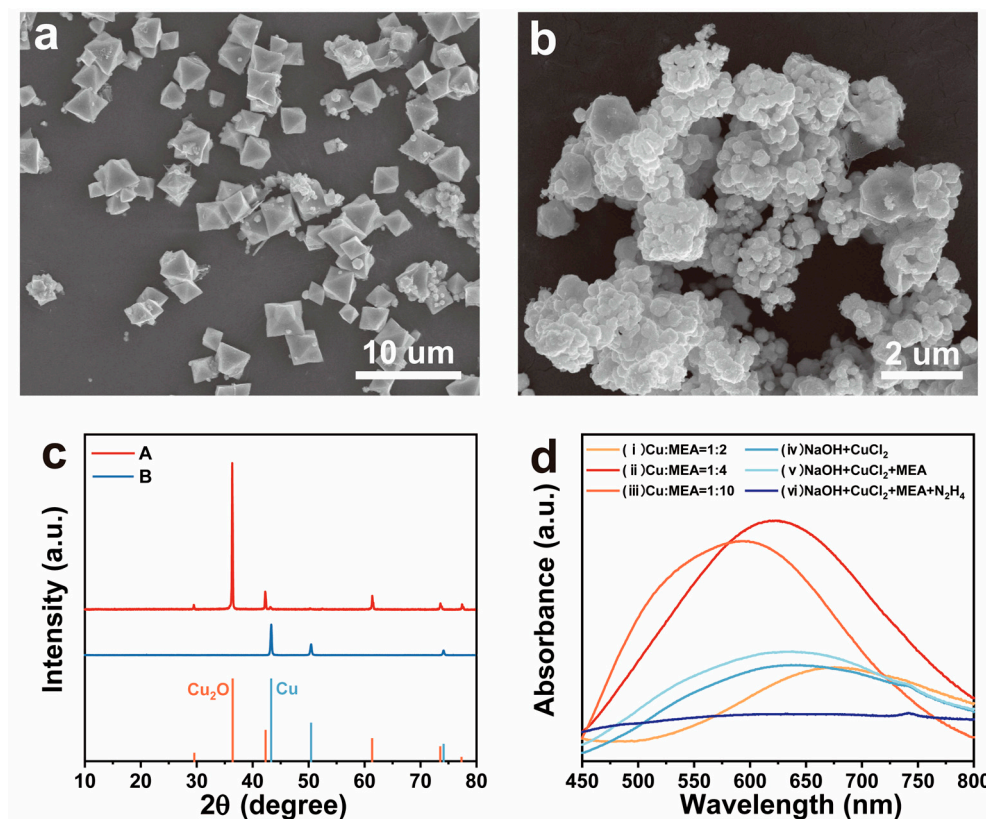 a
10 um
b
2 um
c
A
B
Cu₂O
Cu
Intensity (a.u.)
10 20 30 40 50 60 70 80
2θ (degree)
d
(ⅰ)Cu:MEA=1:2
(ⅱ)Cu:MEA=1:4
(ⅲ)Cu:MEA=1:10
(ⅳ)NaOH+CuCl₂
(ⅴ)NaOH+CuCl₂+MEA
(ⅵ)NaOH+CuCl₂+MEA+N₂H₄
Absorbance (a.u.)
450 500 550 600 650 700 750 800
Wavelength (nm)